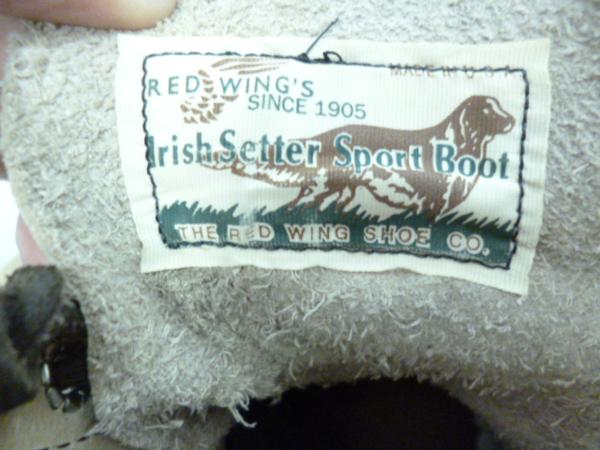 MADE IN U.S.A.
RED WING'S
SINCE 1905
Irish Setter Sport Boot
THE RED WING SHOE CO.